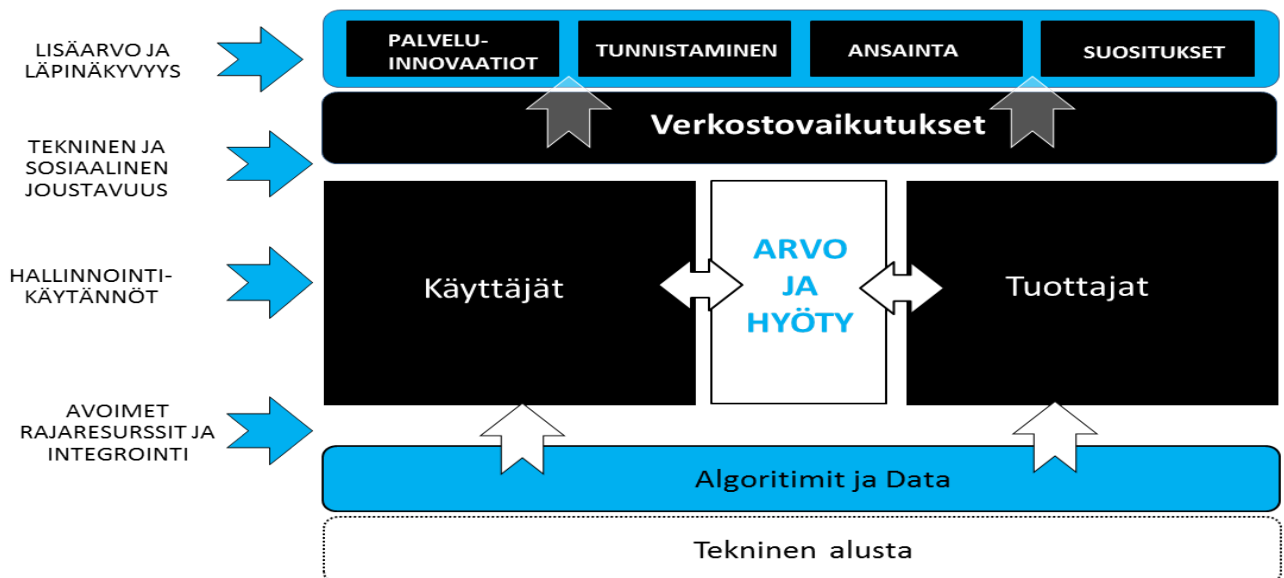 LISÄARVO JA
LÄPINÄKYVYYS
TEKNINEN JA
SOSIAALINEN
JOUSTAVUUS
HALLINNOINTI-
KÄYTÄNNÖT
AVOIMET
RAJARESURSSIT JA
INTEGROINTI
PALVELU-
INNOVAATIOT
TUNNISTAMINEN
ANSAINTA
SUOSITUKSET
Verkostovaikutukset
Käyttäjät
ARVO
JA
HYÖTY
Tuottajat
Algoritimit ja Data
Tekninen alusta